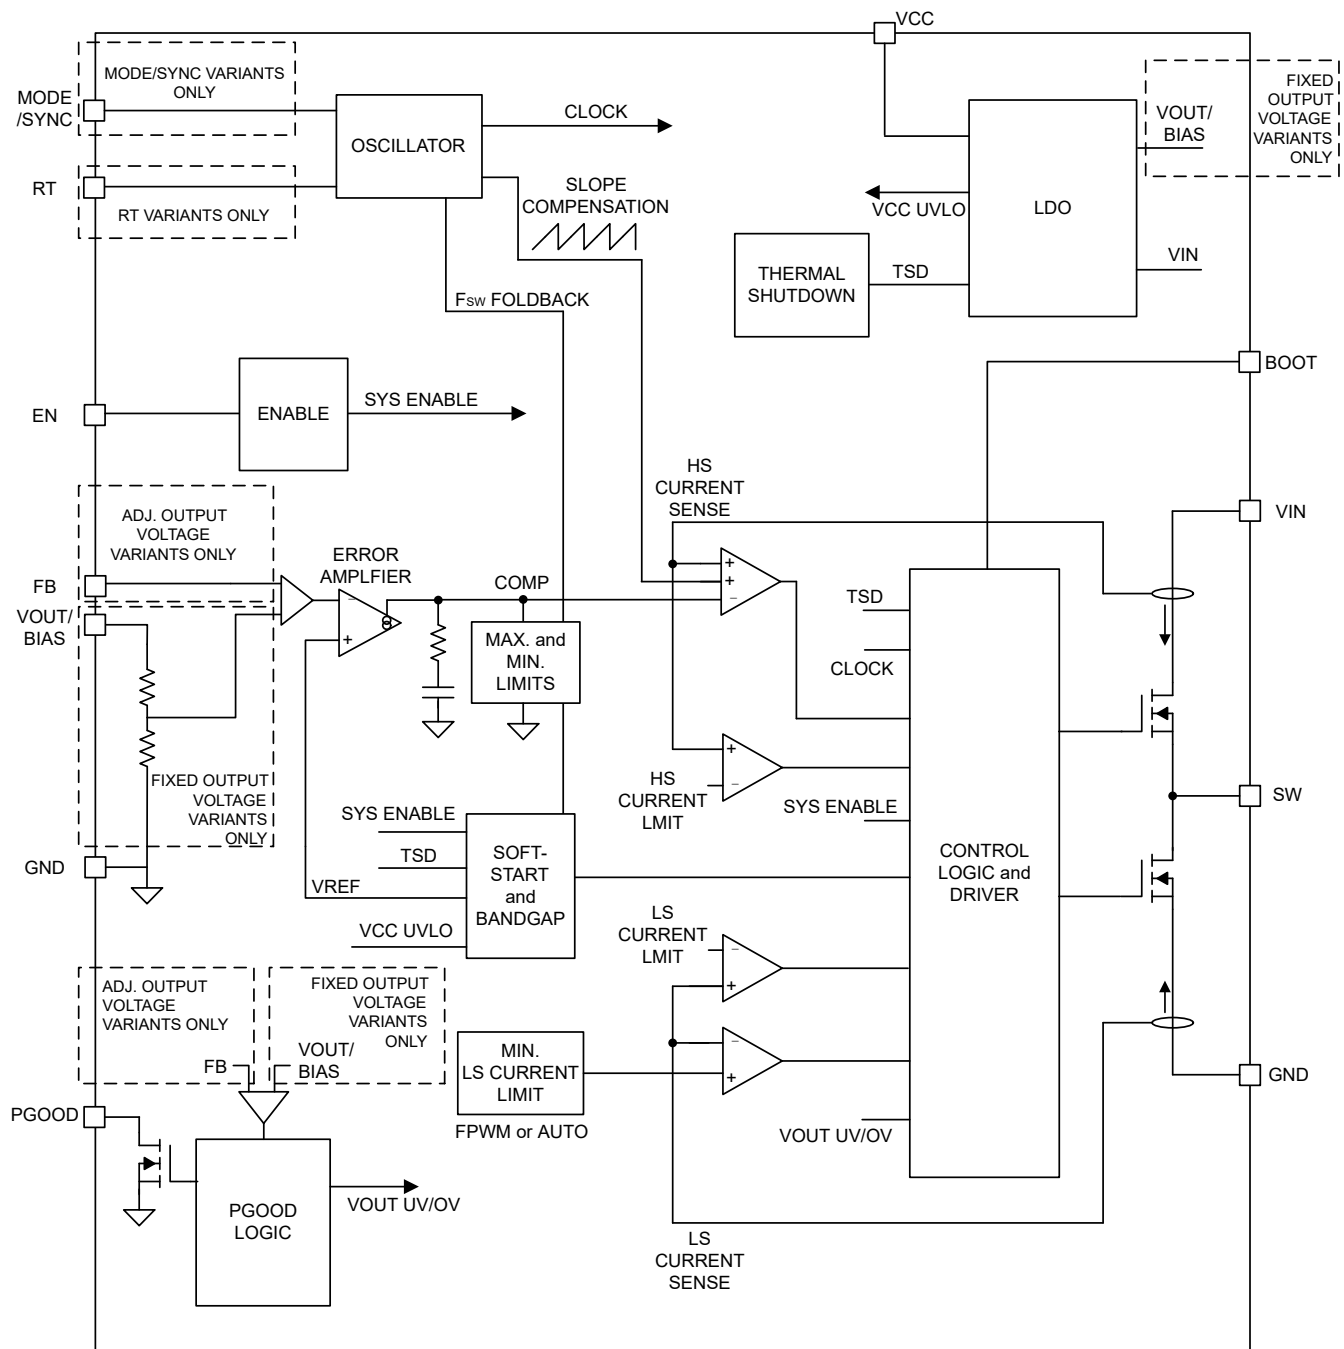 VCC
MODE/SYNC VARIANTS
ONLY
MODE
/SYNC
OSCILLATOR
CLOCK
FIXED
OUTPUT
VOLTAGE
VARIANTS
ONLY
VOUT/
BIAS
RT
RT VARIANTS ONLY
SLOPE
COMPENSATION
VCC UVLO
LDO
THERMAL
SHUTDOWN
TSD
VIN
FSW FOLDBACK
BOOT
EN
ENABLE
SYS ENABLE
HS
CURRENT
SENSE
VIN
ADJ. OUTPUT
VOLTAGE
VARIANTS ONLY
FB
ERROR
AMPLFIER
−
+
COMP
+
+
−
VOUT/
BIAS
MAX. and
MIN.
LIMITS
TSD
CLOCK
FIXED OUTPUT
VOLTAGE
VARIANTS
ONLY
+
−
HS
CURRENT
LMIT
SYS ENABLE
SW
GND
SYS ENABLE
TSD
VREF
VCC UVLO
SOFT-
START
and
BANDGAP
CONTROL
LOGIC and
DRIVER
LS
CURRENT
LMIT
−
+
ADJ. OUTPUT
VOLTAGE
VARIANTS ONLY
FIXED OUTPUT
VOLTAGE
VARIANTS
ONLY
FB
VOUT/
BIAS
MIN.
LS CURRENT
LIMIT
FPWM or AUTO
−
+
GND
PGOOD
VOUT UV/OV
PGOOD
LOGIC
VOUT UV/OV
LS
CURRENT
SENSE